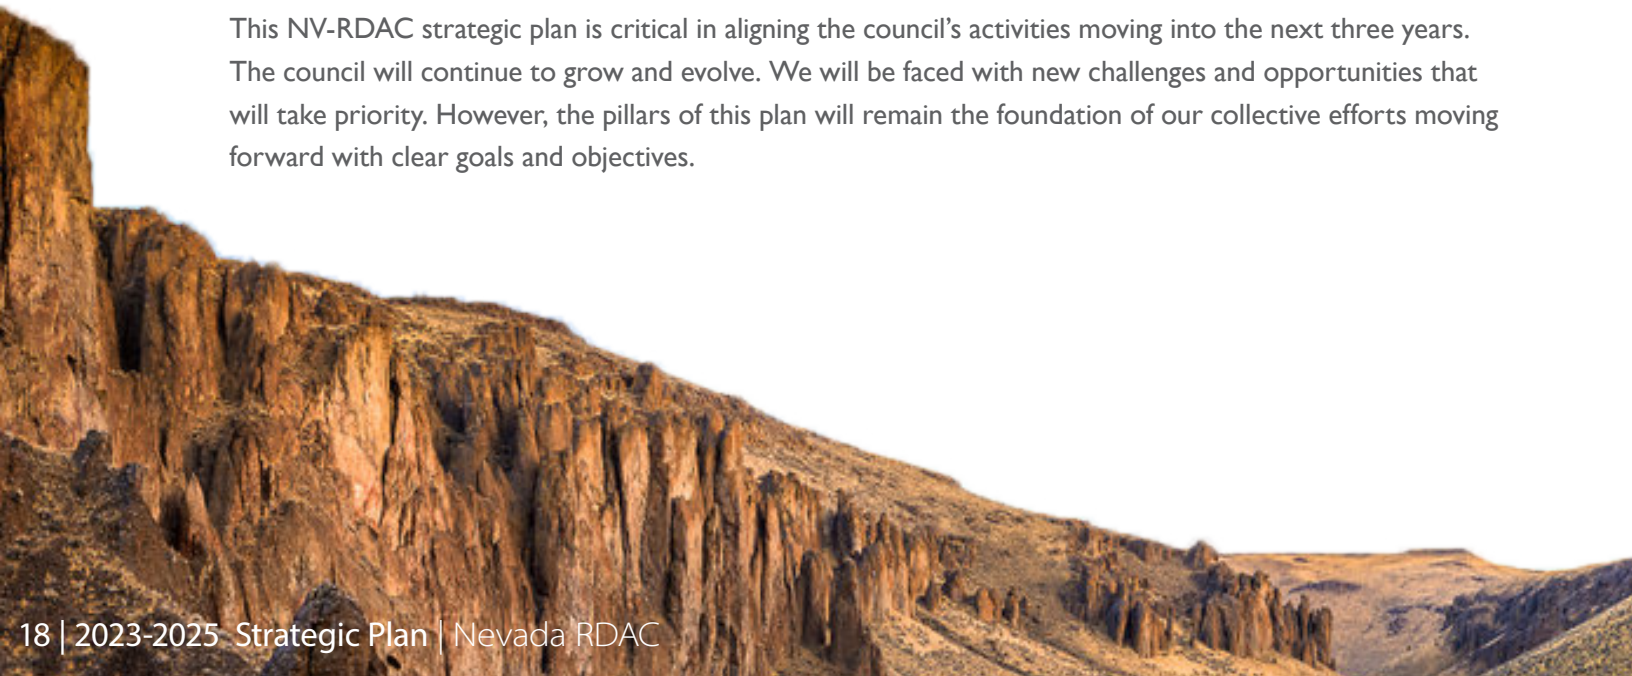 This NV-RDAC strategic plan is critical in aligning the council’s activities moving into the next three years.
The council will continue to grow and evolve. We will be faced with new challenges and opportunities that
will take priority. However, the pillars of this plan will remain the foundation of our collective efforts moving
forward with clear goals and objectives.
18 | 2023-2025 Strategic Plan | Nevada RDAC